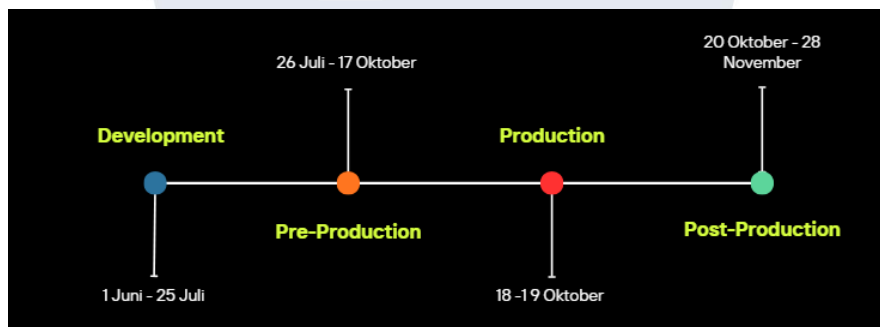 20 Oktober - 28
November
26 Juli - 17 Oktober
Development
Production
Pre-Production
Post-Production
1 Juni - 25 Juli
18 -19 Oktober